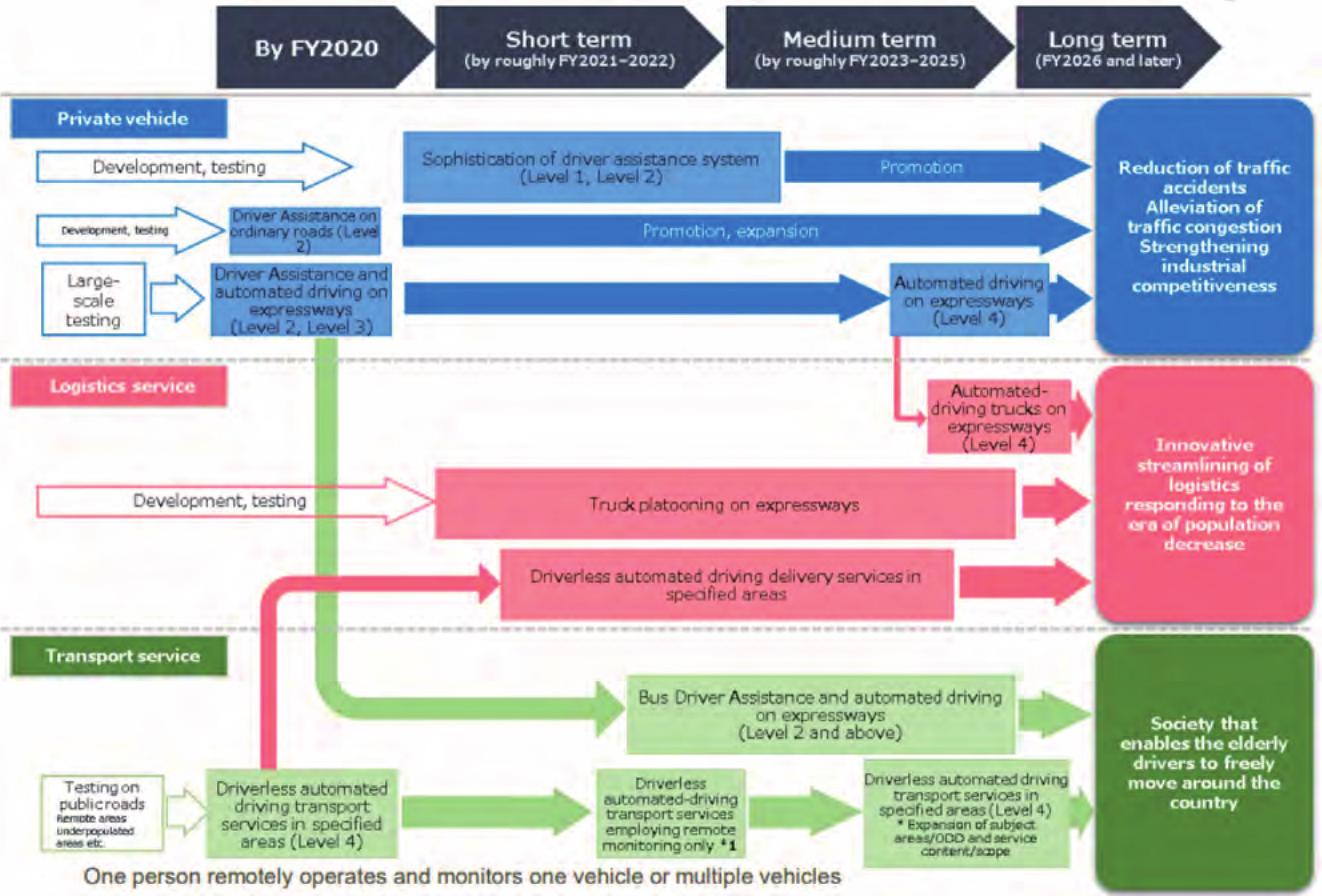 By FY2020
Short term
(by roughly FY2021–2022)
Medium term
(by roughly FY2023–2025)
Long term
(FY2026 and later)
Private vehicle
Development, testing
Sophistication of driver assistance system
(Level 1, Level 2)
Promotion
Development, testing
Driver Assistance on
ordinary roads (Level
2)
Promotion, expansion
Large-
scale
testing
Driver Assistance and
automated driving on
expressways
(Level 2, Level 3)
Automated driving
on expressways
(Level 4)
Reduction of traffic
accidents
Alleviation of
traffic congestion
Strengthening
industrial
competitiveness
Logistics service
Automated-
driving trucks on
expressways
(Level 4)
Development, testing
Truck platooning on expressways
Driverless automated driving delivery services in
specified areas
Innovative
streamlining of
logistics
responding to the
era of population
decrease
Transport service
Bus Driver Assistance and automated driving
on expressways
(Level 2 and above)
Testing on
public roads
Remote areas
underpopulated
areas etc.
Driverless automated
driving transport
services in specified
areas (Level 4)
Driverless
automated-driving
transport services
employing remote
monitoring only *1
Driverless automated driving
transport services in
specified areas (Level 4)
* Expansion of subject
areas/ODD and service
content/scope
Society that
enables the elderly
drivers to freely
move around the
country
One person remotely operates and monitors one vehicle or multiple vehicles